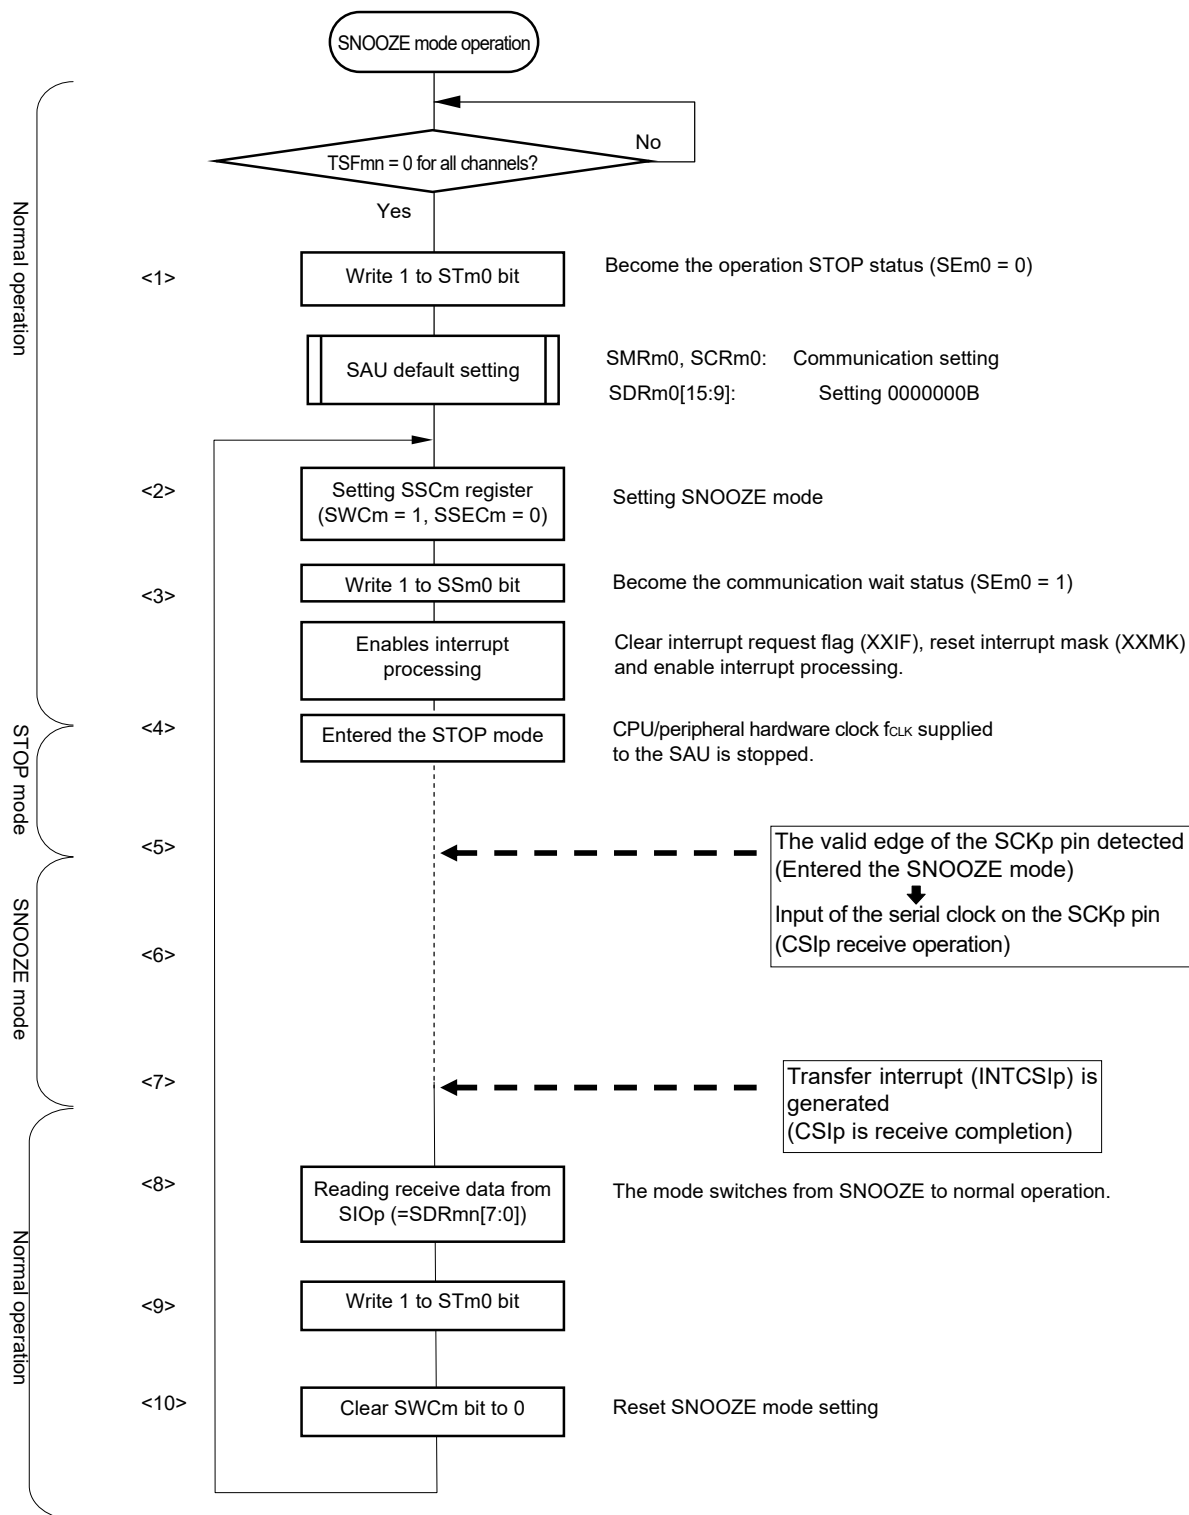 SNOOZE mode operation
No
TSFmn = 0 for all channels?
Yes
Normal operation
<1>
Write 1 to STm0 bit
Become the operation STOP status (SEm0 = 0)
SAU default setting
SMRm0, SCRm0: Communication setting
SDRm0[15:9]: Setting 0000000B
<2>
Setting SSCm register
(SWCm = 1, SSECm = 0)
Setting SNOOZE mode
<3>
Write 1 to SSm0 bit
Become the communication wait status (SEm0 = 1)
Enables interrupt
processing
Clear interrupt request flag (XXIF), reset interrupt mask (XXMK)
and enable interrupt processing.
<4>
Entered the STOP mode
CPU/peripheral hardware clock fCLK supplied
to the SAU is stopped.
STOP mode
<5>
The valid edge of the SCKp pin detected
(Entered the SNOOZE mode)
Input of the serial clock on the SCKp pin
(CSIp receive operation)
SNOOZE mode
<6>
<7>
Transfer interrupt (INTCSIp) is
generated
(CSIp is receive completion)
<8>
Reading receive data from
SIOp (=SDRmn[7:0])
The mode switches from SNOOZE to normal operation.
Normal operation
<9>
Write 1 to STm0 bit
<10>
Clear SWCm bit to 0
Reset SNOOZE mode setting